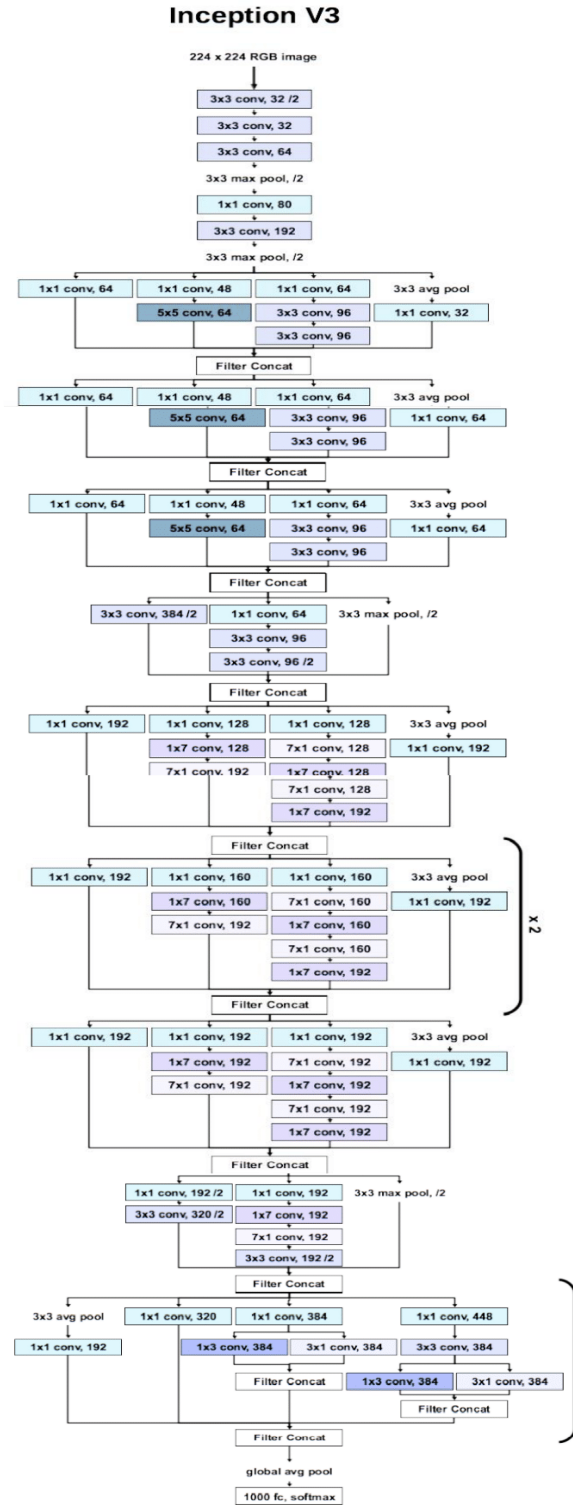 Inception V3
224 x 224 RGB image
3x3 conv, 32 /2
3x3 conv, 32
3x3 conv, 64
3x3 max pool, /2
1x1 conv, 80
3x3 conv, 192
3x3 max pool, /2
1x1 conv, 64 1x1 conv, 48 1x1 conv, 64 3x3 avg pool
5x5 conv, 64 3x3 conv, 96 1x1 conv, 32
3x3 conv, 96
Filter Concat
1x1 conv, 64 1x1 conv, 48 1x1 conv, 64 3x3 avg pool
5x5 conv, 64 3x3 conv, 96 1x1 conv, 64
3x3 conv, 96
Filter Concat
1x1 conv, 64 1x1 conv, 48 1x1 conv, 64 3x3 avg pool
5x5 conv, 64 3x3 conv, 96 1x1 conv, 64
3x3 conv, 96
Filter Concat
3x3 conv, 384 /2 1x1 conv, 64 3x3 max pool, /2
3x3 conv, 96
3x3 conv, 96 /2
Filter Concat
1x1 conv, 192 1x1 conv, 128 1x1 conv, 128 3x3 avg pool
1x7 conv, 128 7x1 conv, 128 1x1 conv, 192
7x1 conv, 192 1x7 conv, 128
7x1 conv, 128
1x7 conv, 192
Filter Concat
1x1 conv, 192 1x1 conv, 160 1x1 conv, 160 3x3 avg pool
1x7 conv, 160 7x1 conv, 160 1x1 conv, 192
x 2
7x1 conv, 192 1x7 conv, 160
7x1 conv, 160
1x7 conv, 192
Filter Concat
1x1 conv, 192 1x1 conv, 192 1x1 conv, 192 3x3 avg pool
1x7 conv, 192 7x1 conv, 192 1x1 conv, 192
7x1 conv, 192 1x7 conv, 192
7x1 conv, 192
1x7 conv, 192
Filter Concat
1x1 conv, 192 /2 1x1 conv, 192 3x3 max pool, /2
3x3 conv, 320 /2 1x7 conv, 192
7x1 conv, 192
3x3 conv, 192 /2
Filter Concat
3x3 avg pool 1x1 conv, 320 1x1 conv, 384 1x1 conv, 448
1x1 conv, 192 1x3 conv, 384 3x1 conv, 384 3x3 conv, 384
Filter Concat 1x3 conv, 384 3x1 conv, 384
Filter Concat
Filter Concat
global avg pool
1000 fc, softmax